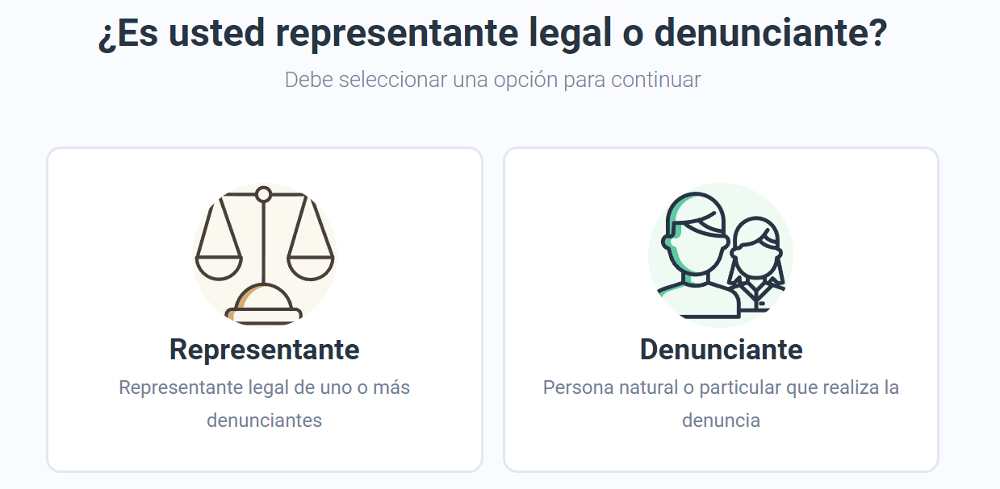 ¿Es usted representante legal o denunciante?
Debe seleccionar una opción para continuar
Representante
Representante legal de uno o más
denunciantes
Denunciante
Persona natural o particular que realiza la
denuncia